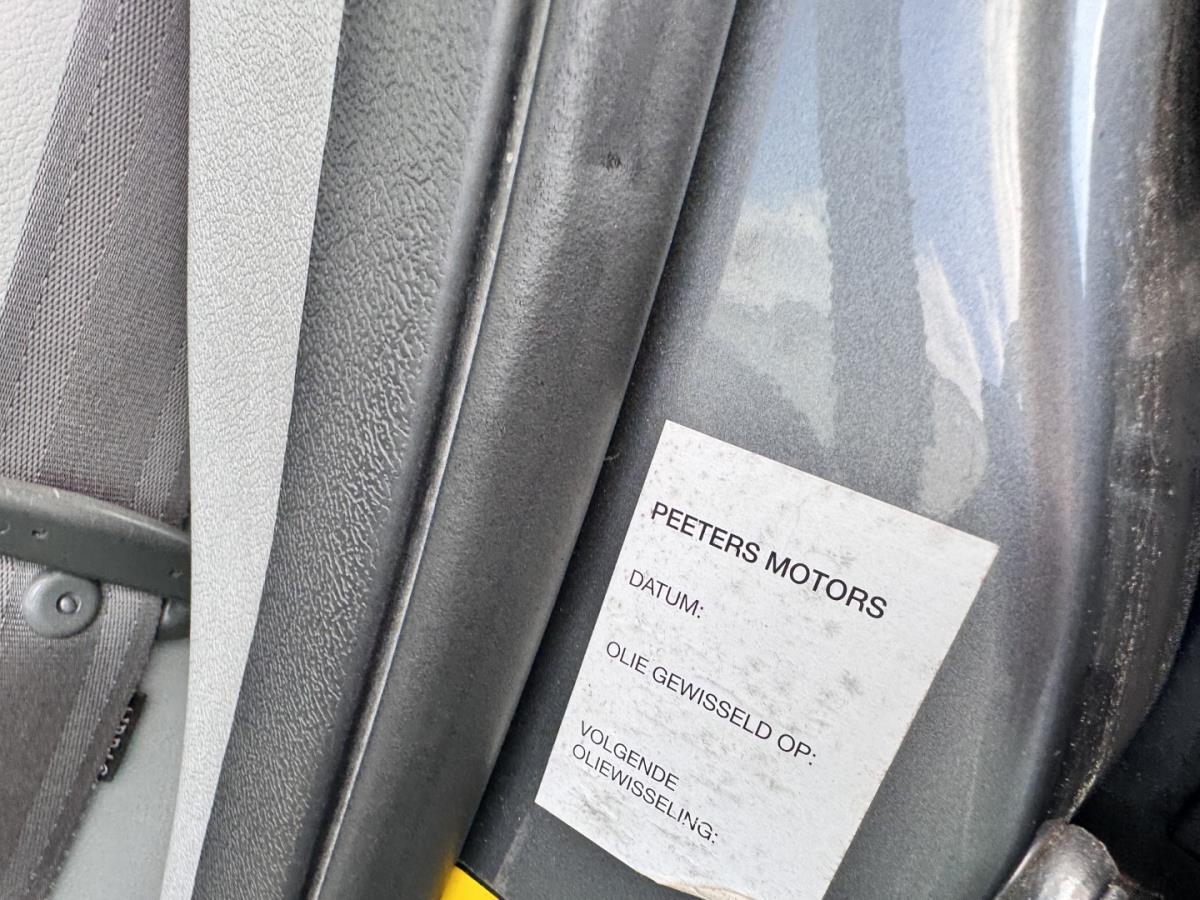 PEETERS MOTORS
DATUM:
OLIE GEWISSELD OP:
VOLGENDE
OLIEWISSELING: